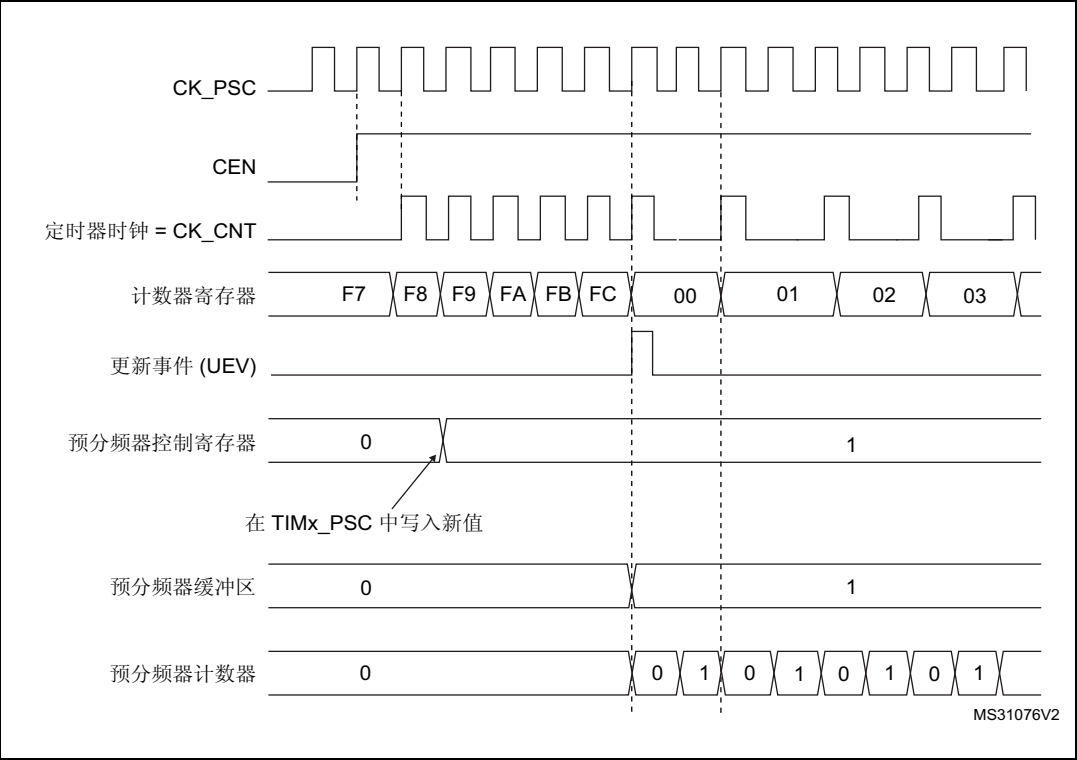 CK_PSC
CEN
定时器时钟 = CK_CNT
计数器寄存器 F7 F8 F9 FA FB FC 00 01 02 03
更新事件 (UEV)
预分频器控制寄存器 0 1
在 TIMx_PSC 中写入新值
预分频器缓冲区 0 1
预分频器计数器 0 0 1 0 1 0 1 0 1
MS31076V2